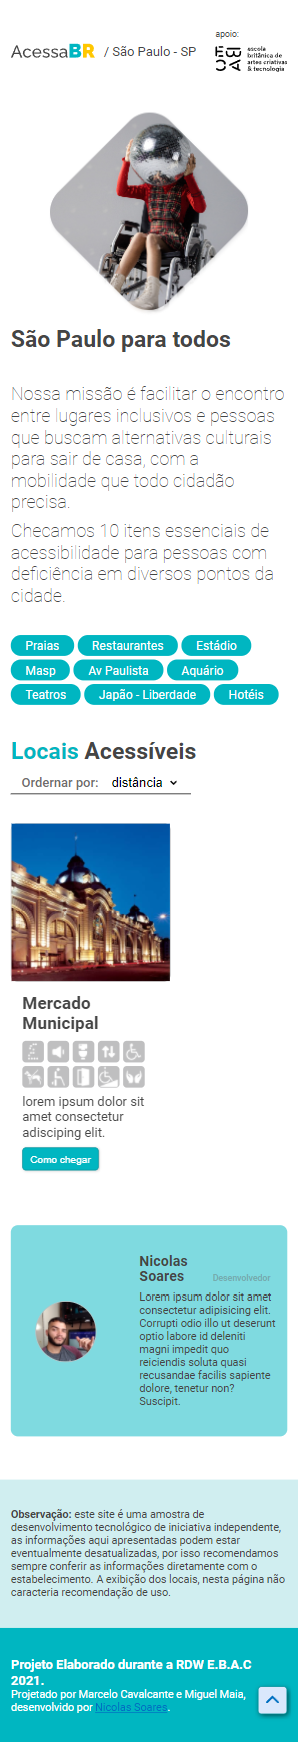 apoio:
AcessaBR / São Paulo - SP
EBAC
escola
britânica de
artes criativas
& tecnologia
São Paulo para todos
Nossa missão é facilitar o encontro
entre lugares inclusivos e pessoas
que buscam alternativas culturais
para sair de casa, com a
mobilidade que todo cidadão
precisa.
Checamos 10 itens essenciais de
acessibilidade para pessoas com
deficiência em diversos pontos da
cidade.
Praias Restaurantes Estádio
Masp Av Paulista Aquário
Teatros Japão - Liberdade Hotéis
Locais Acessíveis
Ordernar por: distância
Mercado
Municipal
lorem ipsum dolor sit
amet consectetur
adisciping elit.
Como chegar
Nicolas
Soares Desenvolvedor
Lorem ipsum dolor sit amet
consectetur adipisicing elit.
Corrupti odio illo ut deserunt
optio labore id deleniti
magni impedit quo
reiciendis soluta quasi
recusandae facilis sapiente
dolore, tenetur non?
Suscipit.
Observação: este site é uma amostra de
desenvolvimento tecnológico de iniciativa independente,
as informações aqui apresentadas podem estar
eventualmente desatualizadas, por isso recomendamos
sempre conferir as informações diretamente com o
estabelecimento. A exibição dos locais, nesta página não
caracteria recomendação de uso.
Projeto Elaborado durante a RDW E.B.A.C
2021.
Projetado por Marcelo Cavalcante e Miguel Maia,
desenvolvido por Nicolas Soares.